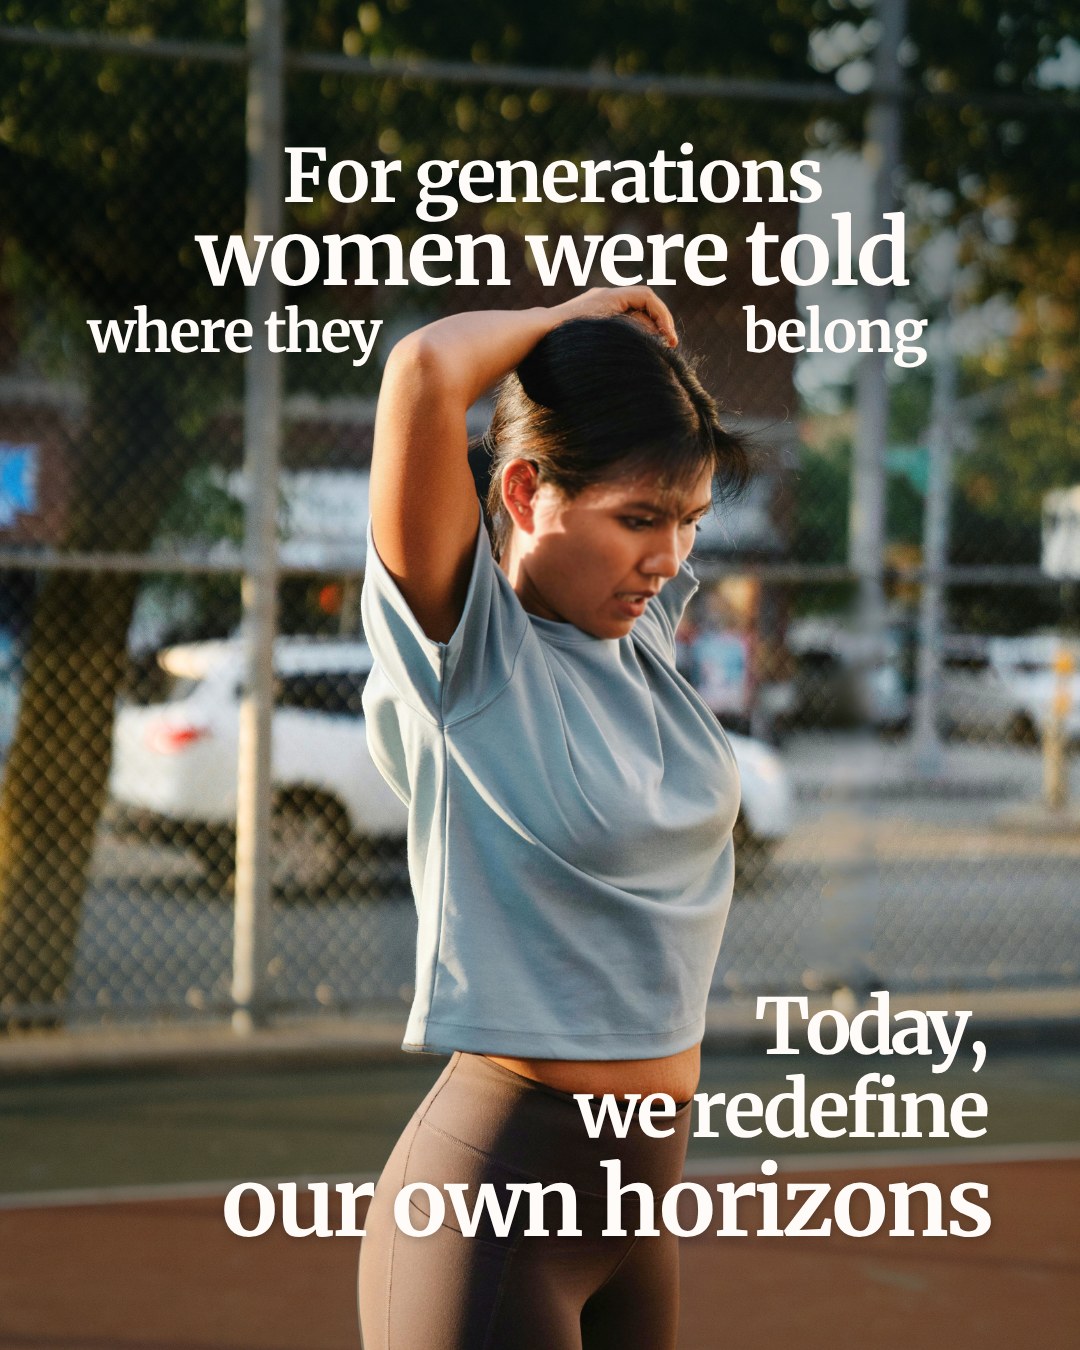 For generations
women were told
where they belong
Today,
we redefine
our own horizons